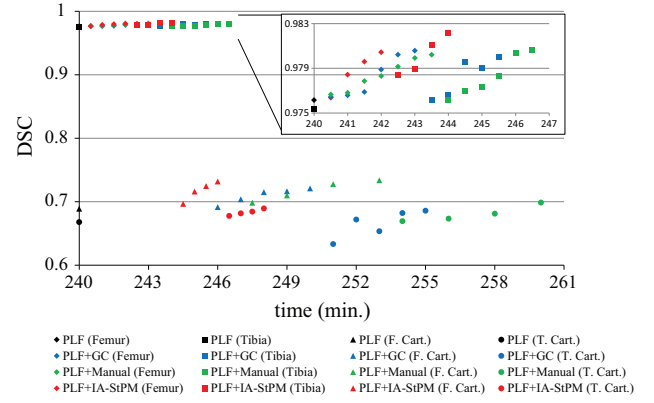 1
0.9
0.8
0.7
0.6
DSC
240 243 246 249 252 255 258 261
time (min.)
0.983
0.979
0.975
240 241 242 243 244 245 246 247
PLF (Femur) PLF (Tibia) PLF (F. Cart.) PLF (T. Cart.)
PLF+GC (Femur) PLF+GC (Tibia) PLF+GC (F. Cart.) PLF+GC (T. Cart.)
PLF+Manual (Femur) PLF+Manual (Tibia) PLF+Manual (F. Cart.) PLF+Manual (T. Cart.)
PLF+IA-StPM (Femur) PLF+IA-StPM (Tibia) PLF+IA-StPM (F. Cart.) PLF+IA-StPM (T. Cart.)